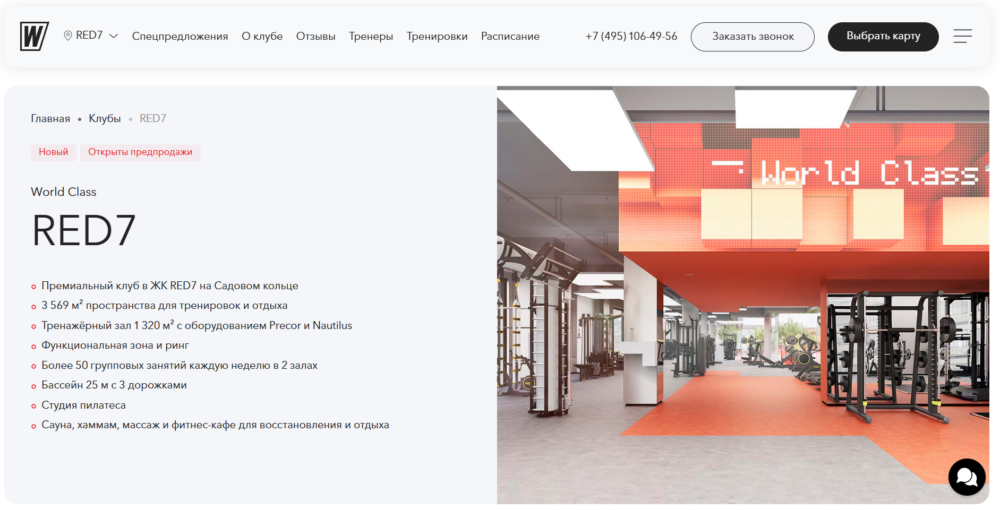 W
RED7
Спецпредложения
О клубе
Отзывы
Тренеры
Тренировки
Расписание
+7 (495) 106-49-56
Заказать звонок
Выбрать карту
Главная • Клубы • RED7
Новый
Открыты предпродажи
World Class
RED7
Премиальный клуб в ЖК RED7 на Садовом кольце
3 569 м² пространства для тренировок и отдыха
Тренажёрный зал 1 320 м² с оборудованием Precor и Nautilus
Функциональная зона и ринг
Более 50 групповых занятий каждую неделю в 2 залах
Бассейн 25 м с 3 дорожками
Студия пилатеса
Сауна, хаммам, массаж и фитнес-кафе для восстановления и отдыха
World Class